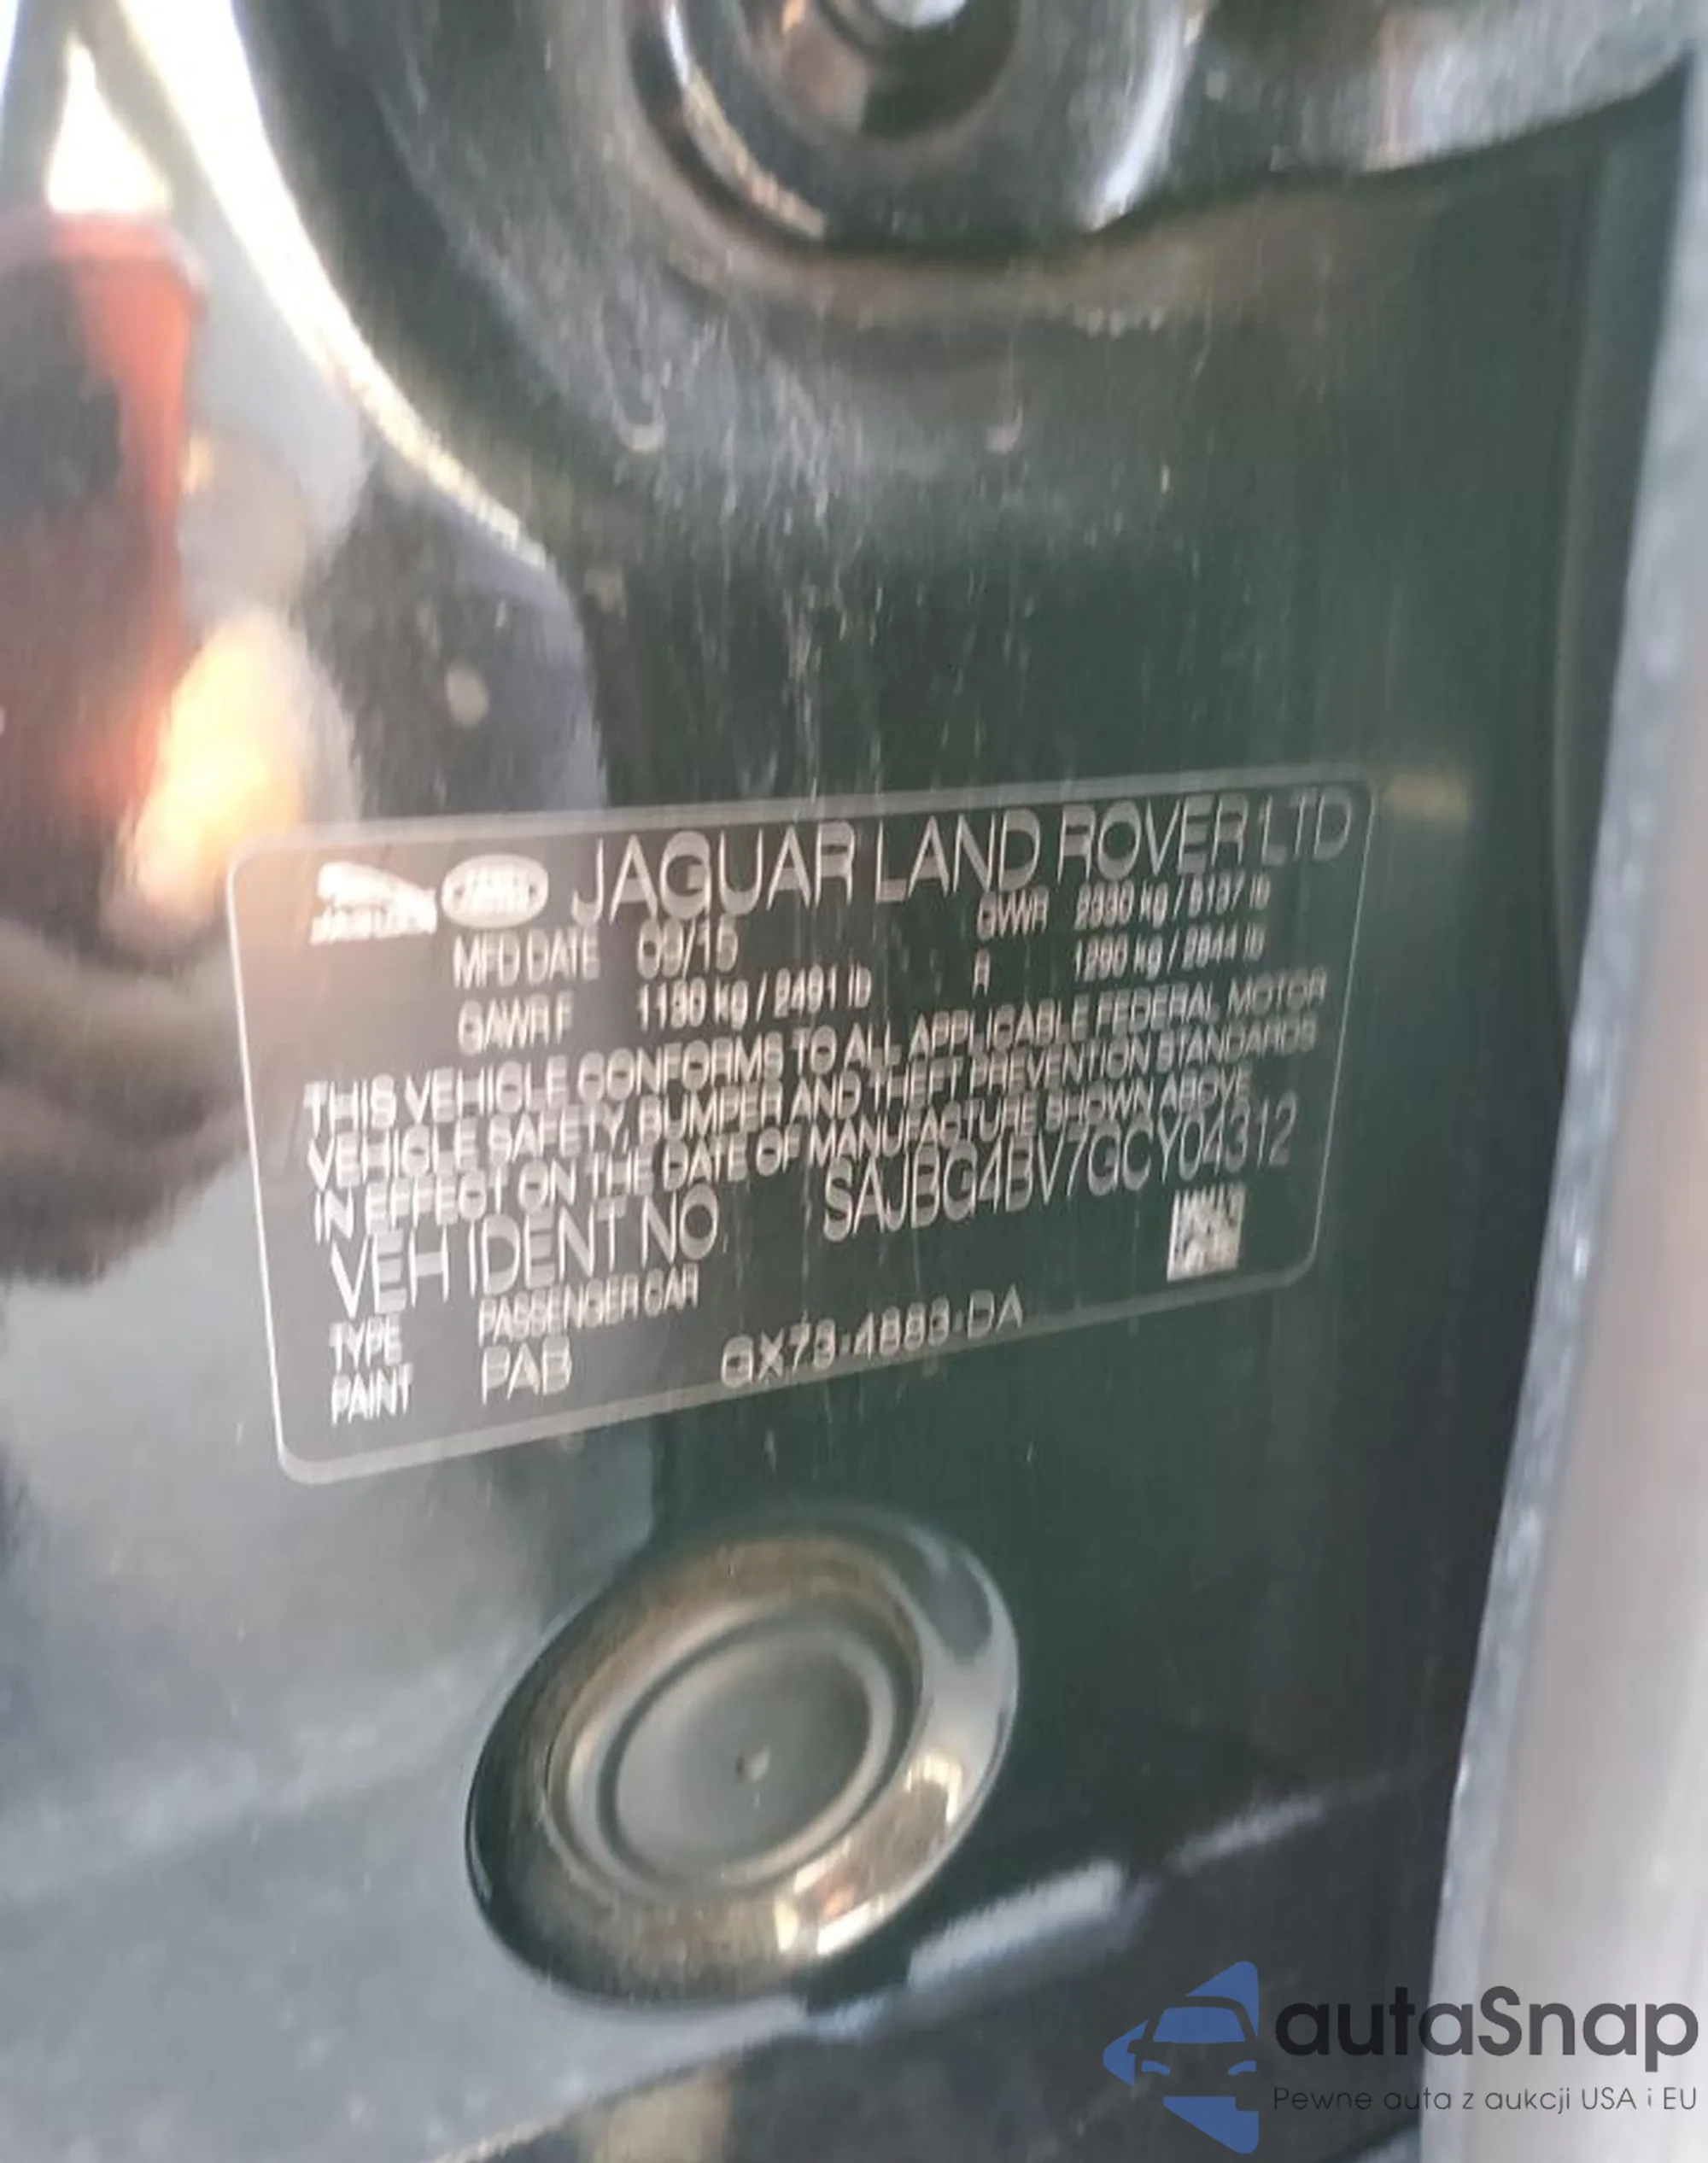 JAGUAR LAND ROVER LTD
MFD DATE 09/15 GVWR 2330 kg / 5137 lb
GAWR F 1130 kg / 2491 lb R 1290 kg / 2844 lb
THIS VEHICLE CONFORMS TO ALL APPLICABLE FEDERAL MOTOR
VEHICLE SAFETY, BUMPER AND THEFT PREVENTION STANDARDS
IN EFFECT ON THE DATE OF MANUFACTURE SHOWN ABOVE
VEH IDENT NO SAJBG4BV7GCY04312
TYPE PASSENGER CAR
PAINT PAB GX73-4883-DA
autaSnap
Pewne auta z aukcji USA i EU